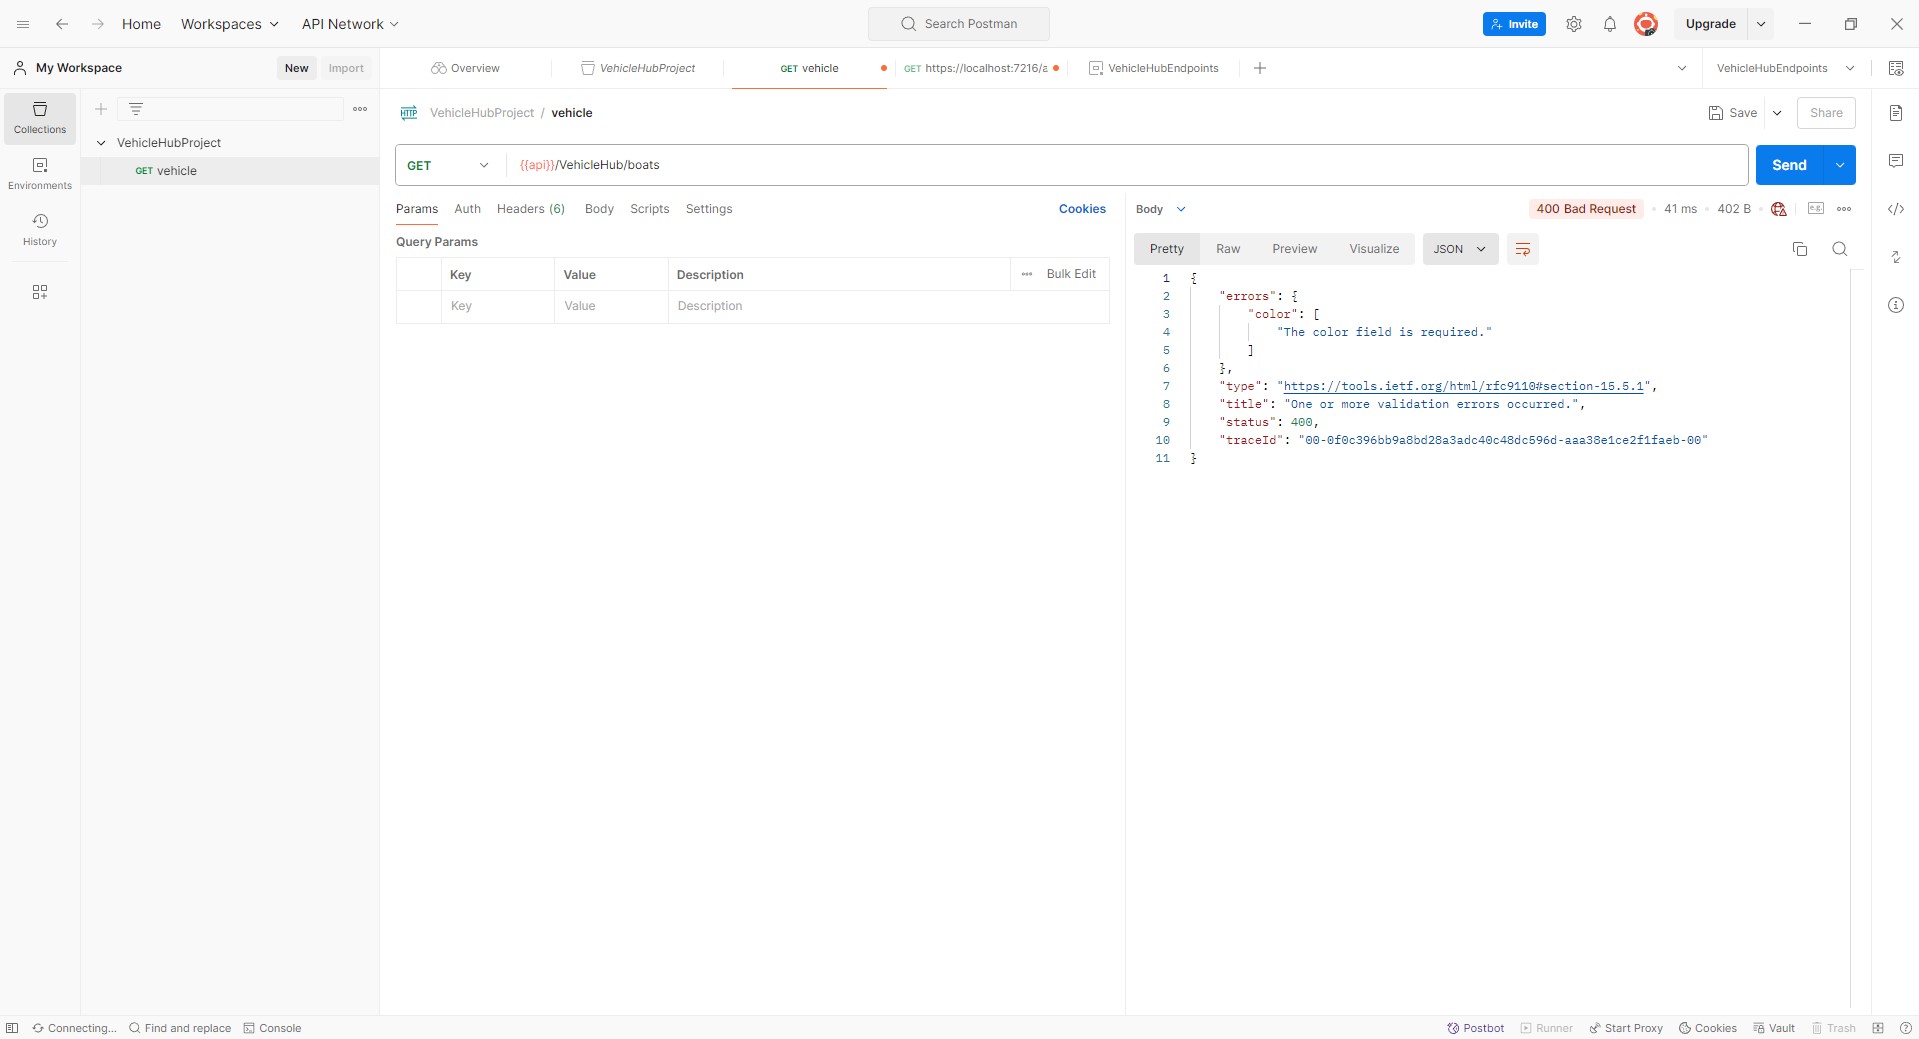 Home Workspaces API Network Search Postman Invite Upgrade
My Workspace New Import Overview VehicleHubProject GET vehicle GET https://localhost:7216/a VehicleHubEndpoints VehicleHubEndpoints
Collections
Environments
History
VehicleHubProject
GET vehicle
HTTP VehicleHubProject / vehicle Save Share
GET {{api}}/VehicleHub/boats Send
Params Auth Headers (6) Body Scripts Settings Cookies
Query Params
Key Value Description Bulk Edit
Key Value Description
Body 400 Bad Request 41 ms 402 B e.g.
Pretty Raw Preview Visualize JSON
1 {
2 "errors": {
3 "color": [
4 "The color field is required."
5 ]
6 },
7 "type": "https://tools.ietf.org/html/rfc9110#section-15.5.1",
8 "title": "One or more validation errors occurred.",
9 "status": 400,
10 "traceId": "00-0f0c396bb9a8bd28a3adc40c48dc596d-aaa38e1ce2f1faeb-00"
11 }
Connecting... Find and replace Console Postbot Runner Start Proxy Cookies Vault Trash